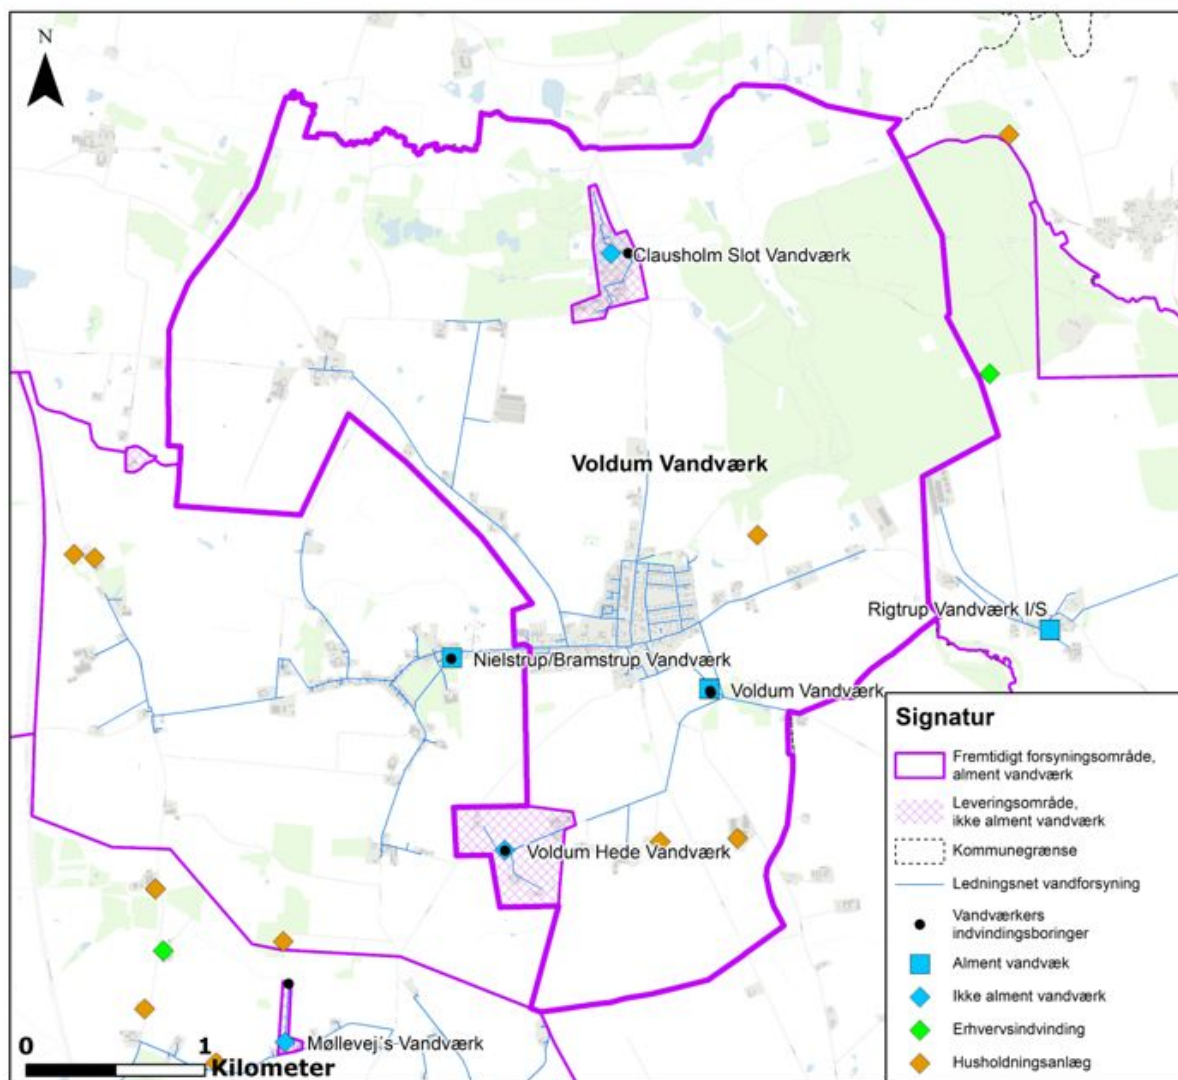 N
Clausholm Slot Vandværk
Voldum Vandværk
Rigtrup Vandværk I/S
Nielstrup/Bramstrup Vandværk
Voldum Vandværk
Voldum Hede Vandværk
Møllevej´s Vandværk
0 1
Kilometer
Signatur
Fremtidigt forsyningsområde,
alment vandværk
Leveringsområde,
ikke alment vandværk
Kommunegrænse
Ledningsnet vandforsyning
Vandværkers
indvindingsboringer
Alment vandvæk
Ikke alment vandværk
Erhvervsindvinding
Husholdningsanlæg